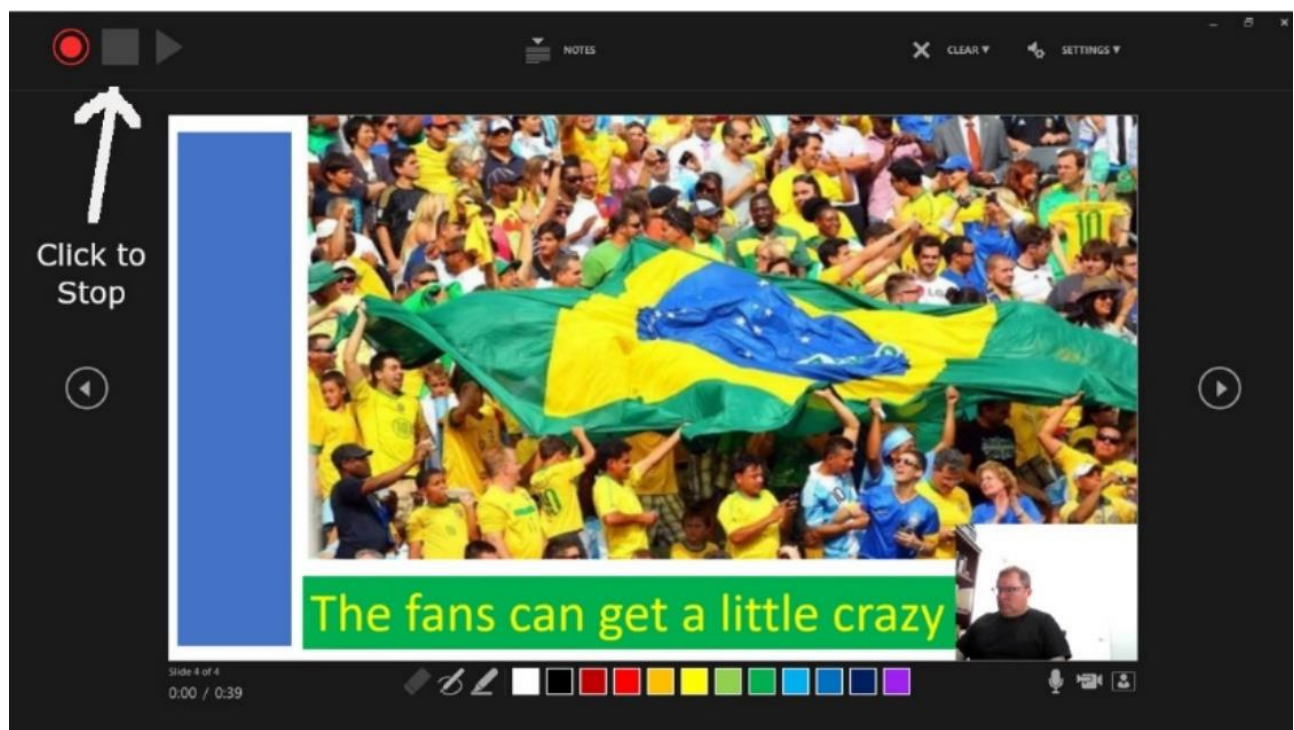 NOTES
CLEAR ▼
SETTINGS ▼
Click to
Stop
10
The fans can get a little crazy
Slide 4 of 4
0:00 / 0:39